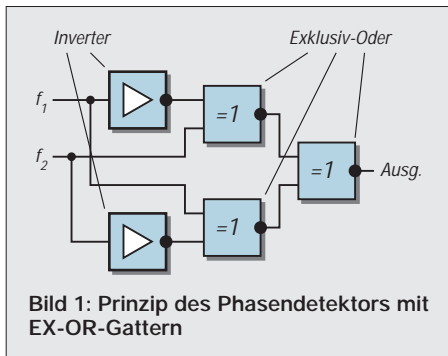 Inverter
Exklusiv-Oder
f1
f2
=1
=1
=1
Ausg.
Bild 1: Prinzip des Phasendetektors mit
EX-OR-Gattern